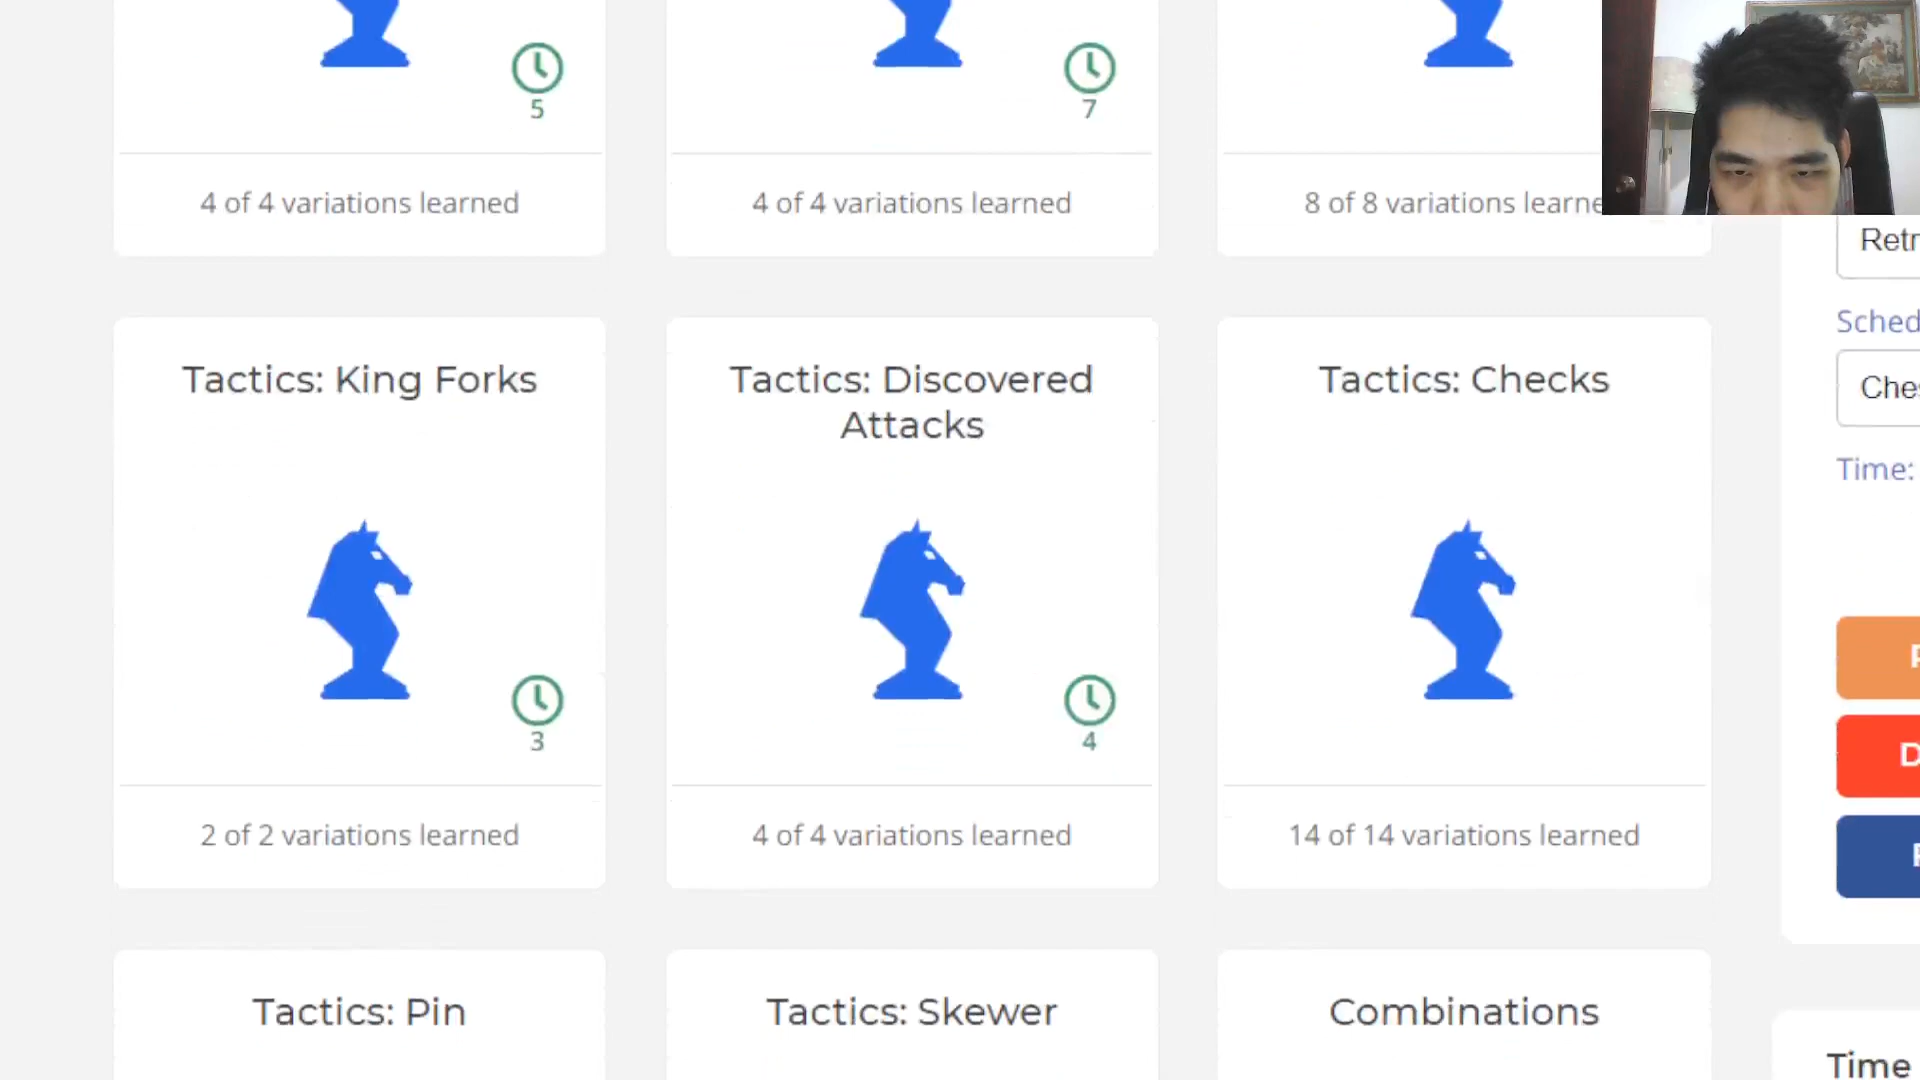 5
7
4 of 4 variations learned
4 of 4 variations learned
8 of 8 variations learne
Retr
Sched
Ches
Time:
Tactics: King Forks
Tactics: Discovered
Attacks
Tactics: Checks
3
4
2 of 2 variations learned
4 of 4 variations learned
14 of 14 variations learned
D
Tactics: Pin
Tactics: Skewer
Combinations
Time